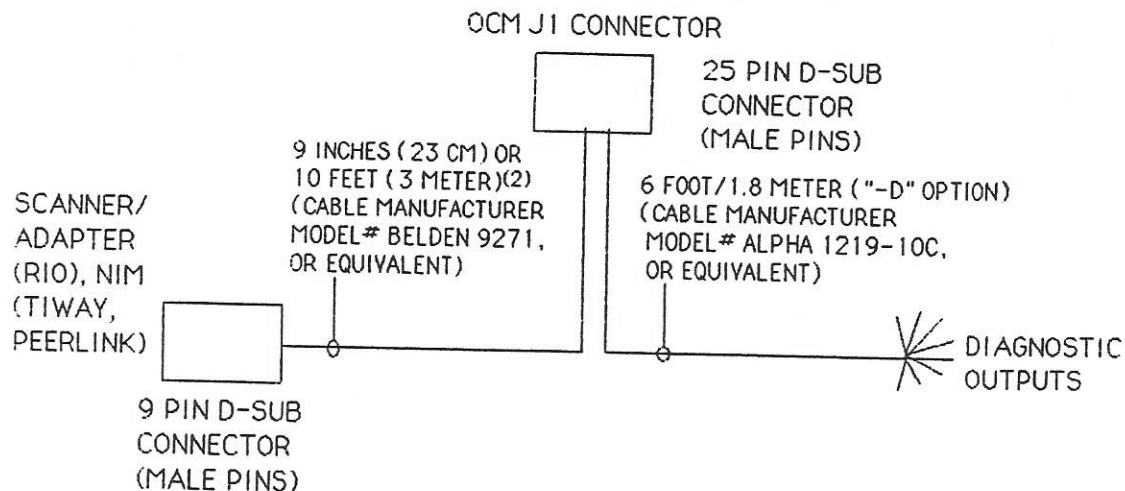 OCM J1 CONNECTOR
25 PIN D-SUB
CONNECTOR
(MALE PINS)
9 INCHES (23 CM) OR
10 FEET (3 METER)(2)
(CABLE MANUFACTURER
MODEL# BELDEN 9271,
OR EQUIVALENT)
6 FOOT/1.8 METER ("-D" OPTION)
(CABLE MANUFACTURER
MODEL# ALPHA 1219-10C,
OR EQUIVALENT)
SCANNER/
ADAPTER
(RIO), NIM
(TIWAY,
PEERLINK)
9 PIN D-SUB
CONNECTOR
(MALE PINS)
DIAGNOSTIC
OUTPUTS